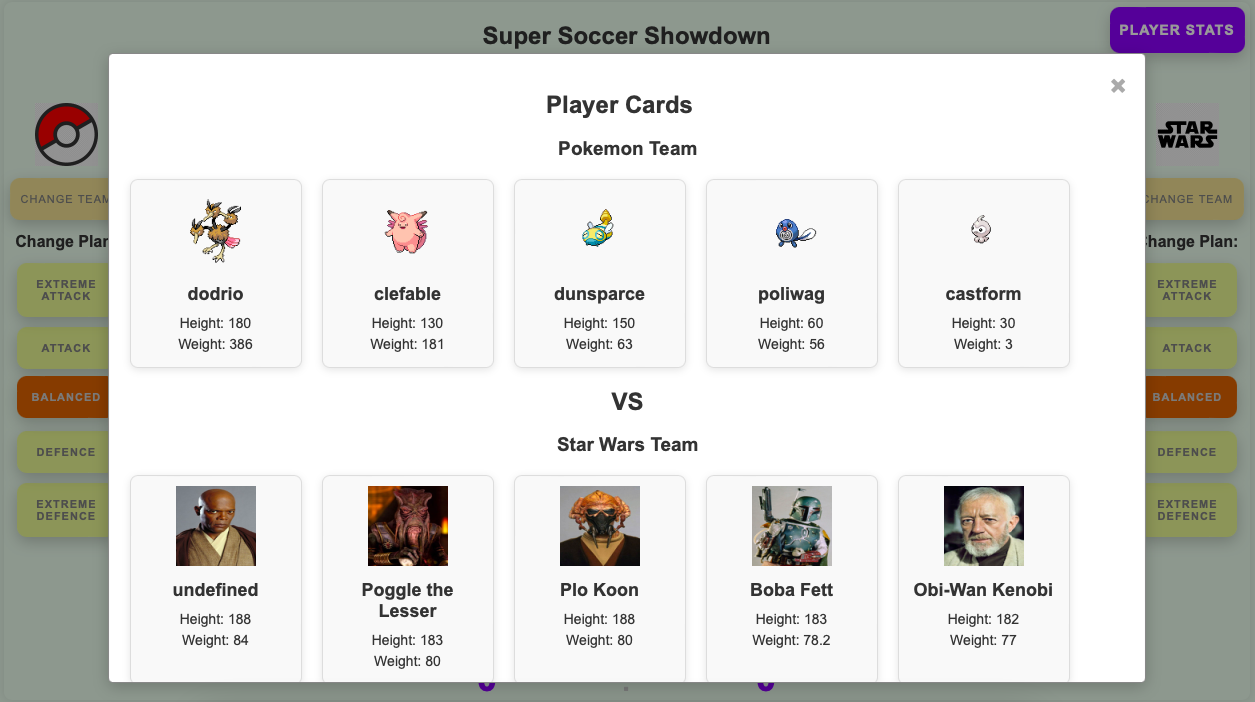 Super Soccer Showdown
PLAYER STATS
✖
Player Cards
Pokemon Team
STAR
WARS
CHANGE TEAM
CHANGE TEAM
Change Plan
Change Plan:
EXTREME
ATTACK
EXTREME
ATTACK
ATTACK
ATTACK
BALANCED
BALANCED
DEFENCE
DEFENCE
EXTREME
DEFENCE
EXTREME
DEFENCE
dodrio
Height: 180
Weight: 386
clefable
Height: 130
Weight: 181
dunsparce
Height: 150
Weight: 63
poliwag
Height: 60
Weight: 56
castform
Height: 30
Weight: 3
VS
Star Wars Team
undefined
Height: 188
Weight: 84
Poggle the
Lesser
Height: 183
Weight: 80
Plo Koon
Height: 188
Weight: 80
Boba Fett
Height: 183
Weight: 78.2
Obi-Wan Kenobi
Height: 182
Weight: 77